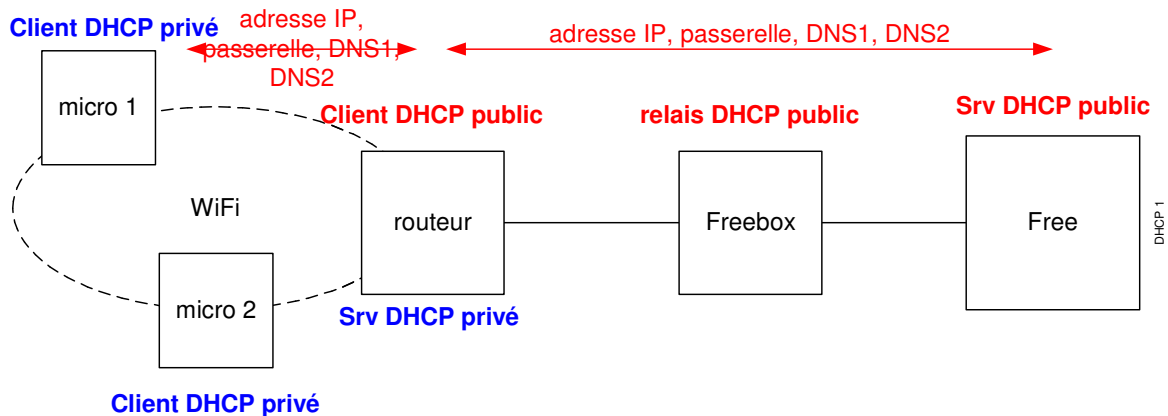 Client DHCP privé
adresse IP,
passerelle, DNS1,
DNS2
adresse IP, passerelle, DNS1, DNS2
micro 1
Client DHCP public
relais DHCP public
Srv DHCP public
WiFi
routeur
Freebox
Free
DHCP 1
micro 2
Srv DHCP privé
Client DHCP privé